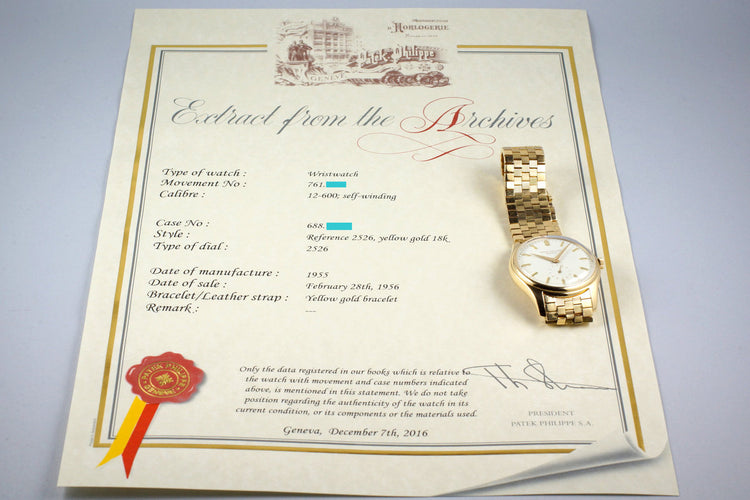 HORLOGERIE
Patek Philippe
GENÈVE
Extract from the Archives
Type of watch : Wristwatch
Movement No : 761.
Calibre : 12-600; self-winding
Case No : 688.
Style : Reference 2526, yellow gold 18k
Type of dial : 2526
Date of manufacture : 1955
Date of sale : February 28th, 1956
Bracelet/Leather strap : Yellow gold bracelet
Remark : ---
Only the data registered in our books which is relative to
the watch with movement and case numbers indicated
above, is mentioned in this statement. We do not take
position regarding the authenticity of the watch in its
current condition, or its components or the materials used.
Geneva, December 7th, 2016
PRESIDENT
PATEK PHILIPPE S.A.
PATEK PHILIPPE